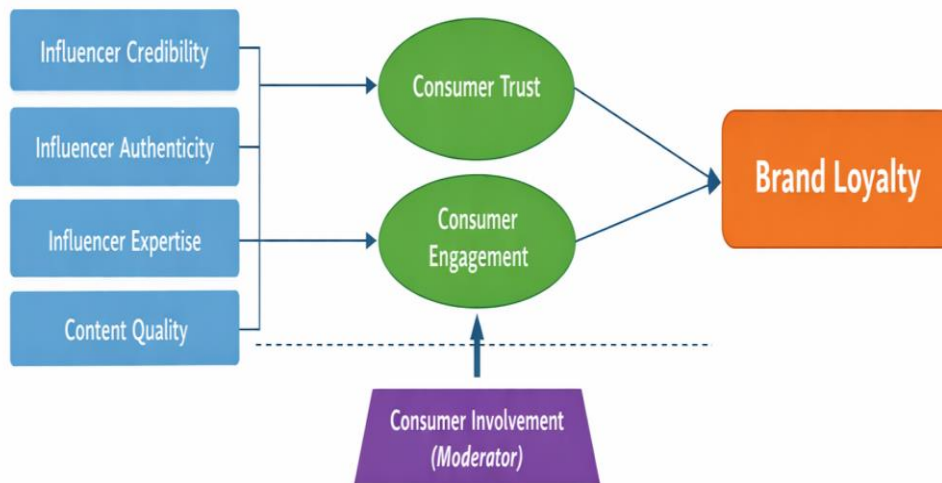 Influencer Credibility
Influencer Authenticity
Influencer Expertise
Content Quality
Consumer Trust
Consumer
Engagement
Brand Loyalty
Consumer Involvement
(Moderator)